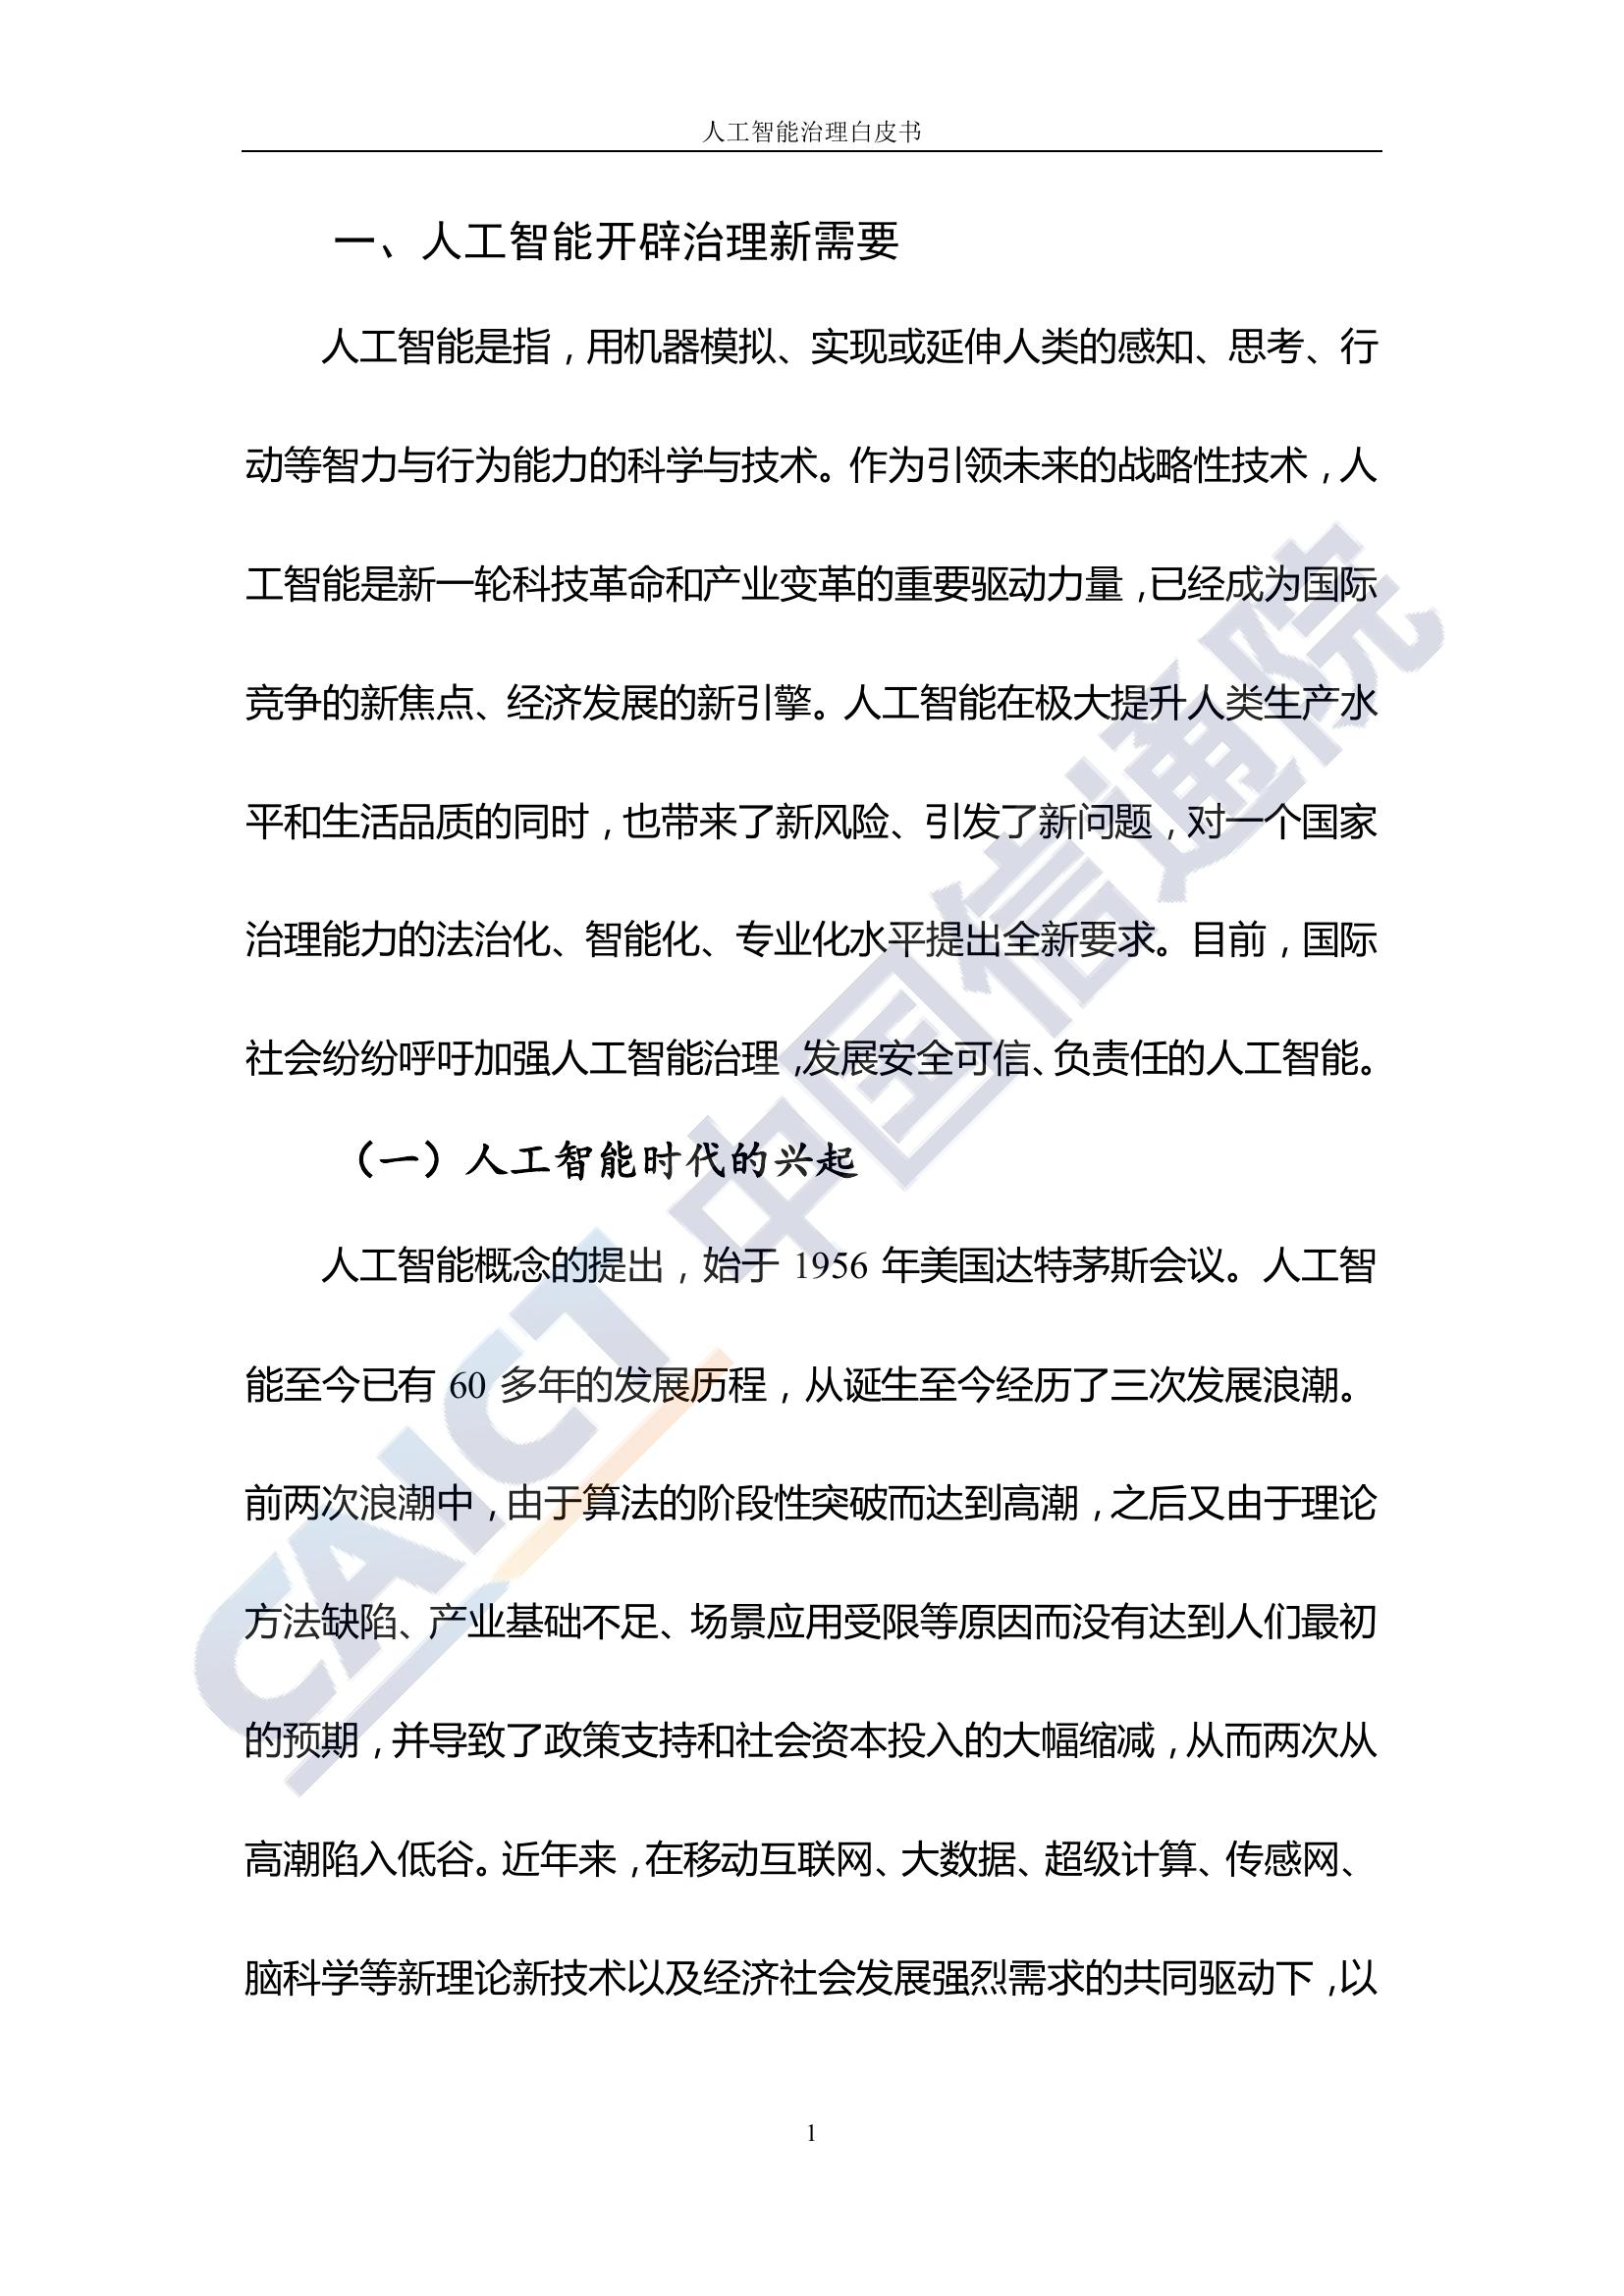 人工智能治理白皮书
一、人工智能开辟治理新需要
人工智能是指，用机器模拟、实现或延伸人类的感知、思考、行
动等智力与行为能力的科学与技术。作为引领未来的战略性技术，人
工智能是新一轮科技革命和产业变革的重要驱动力量，已经成为国际
竞争的新焦点、经济发展的新引擎。人工智能在极大提升人类生产水
平和生活品质的同时，也带来了新风险、引发了新问题，对一个国家
治理能力的法治化、智能化、专业化水平提出全新要求。目前，国际
社会纷纷呼吁加强人工智能治理，发展安全可信、负责任的人工智能。
（一）人工智能时代的兴起
人工智能概念的提出，始于 1956 年美国达特茅斯会议。人工智
能至今已有 60 多年的发展历程，从诞生至今经历了三次发展浪潮。
前两次浪潮中，由于算法的阶段性突破而达到高潮，之后又由于理论
方法缺陷、产业基础不足、场景应用受限等原因而没有达到人们最初
的预期，并导致了政策支持和社会资本投入的大幅缩减，从而两次从
高潮陷入低谷。近年来，在移动互联网、大数据、超级计算、传感网、
脑科学等新理论新技术以及经济社会发展强烈需求的共同驱动下，以
CAICT 中国信通院
1